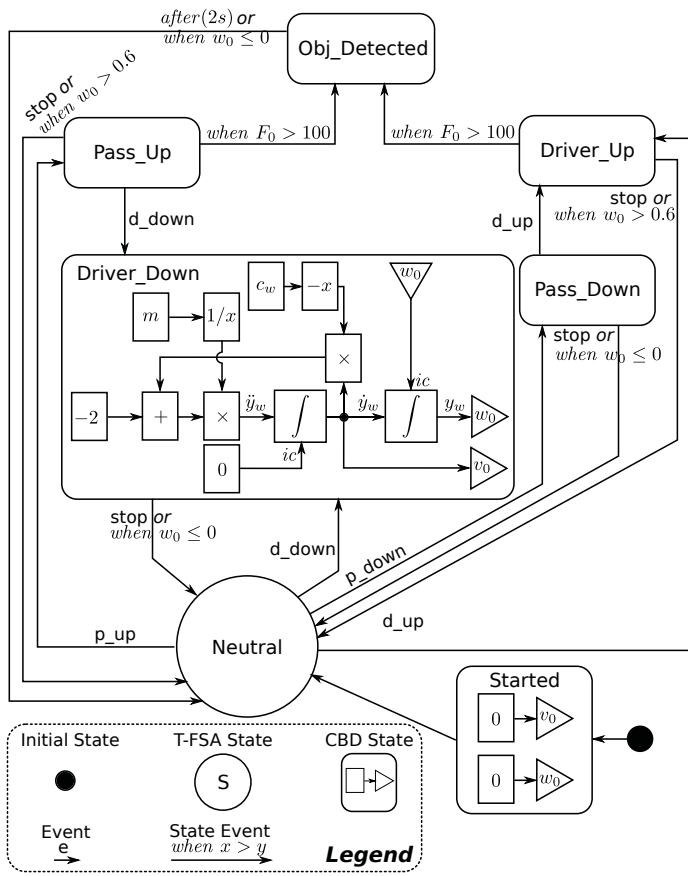 after(2s) or
when w₀ ≤ 0
Obj_Detected
stop or
when w₀ > 0.6
Pass_Up
when F₀ > 100
when F₀ > 100
Driver_Up
d_down
d_up
stop or
when w₀ > 0.6
Driver_Down
c_w
−x
w₀
m
1/x
×
ic
Pass_Down
stop or
when w₀ ≤ 0
−2
+
×
ÿ_w
∫
ẏ_w
∫
y_w
w₀
0
ic
v₀
stop or
when w₀ ≤ 0
d_down
p_down
d_up
p_up
Neutral
Started
0
v₀
0
w₀
Initial State
T-FSA State
CBD State
S
Event
e
State Event
when x > y
Legend